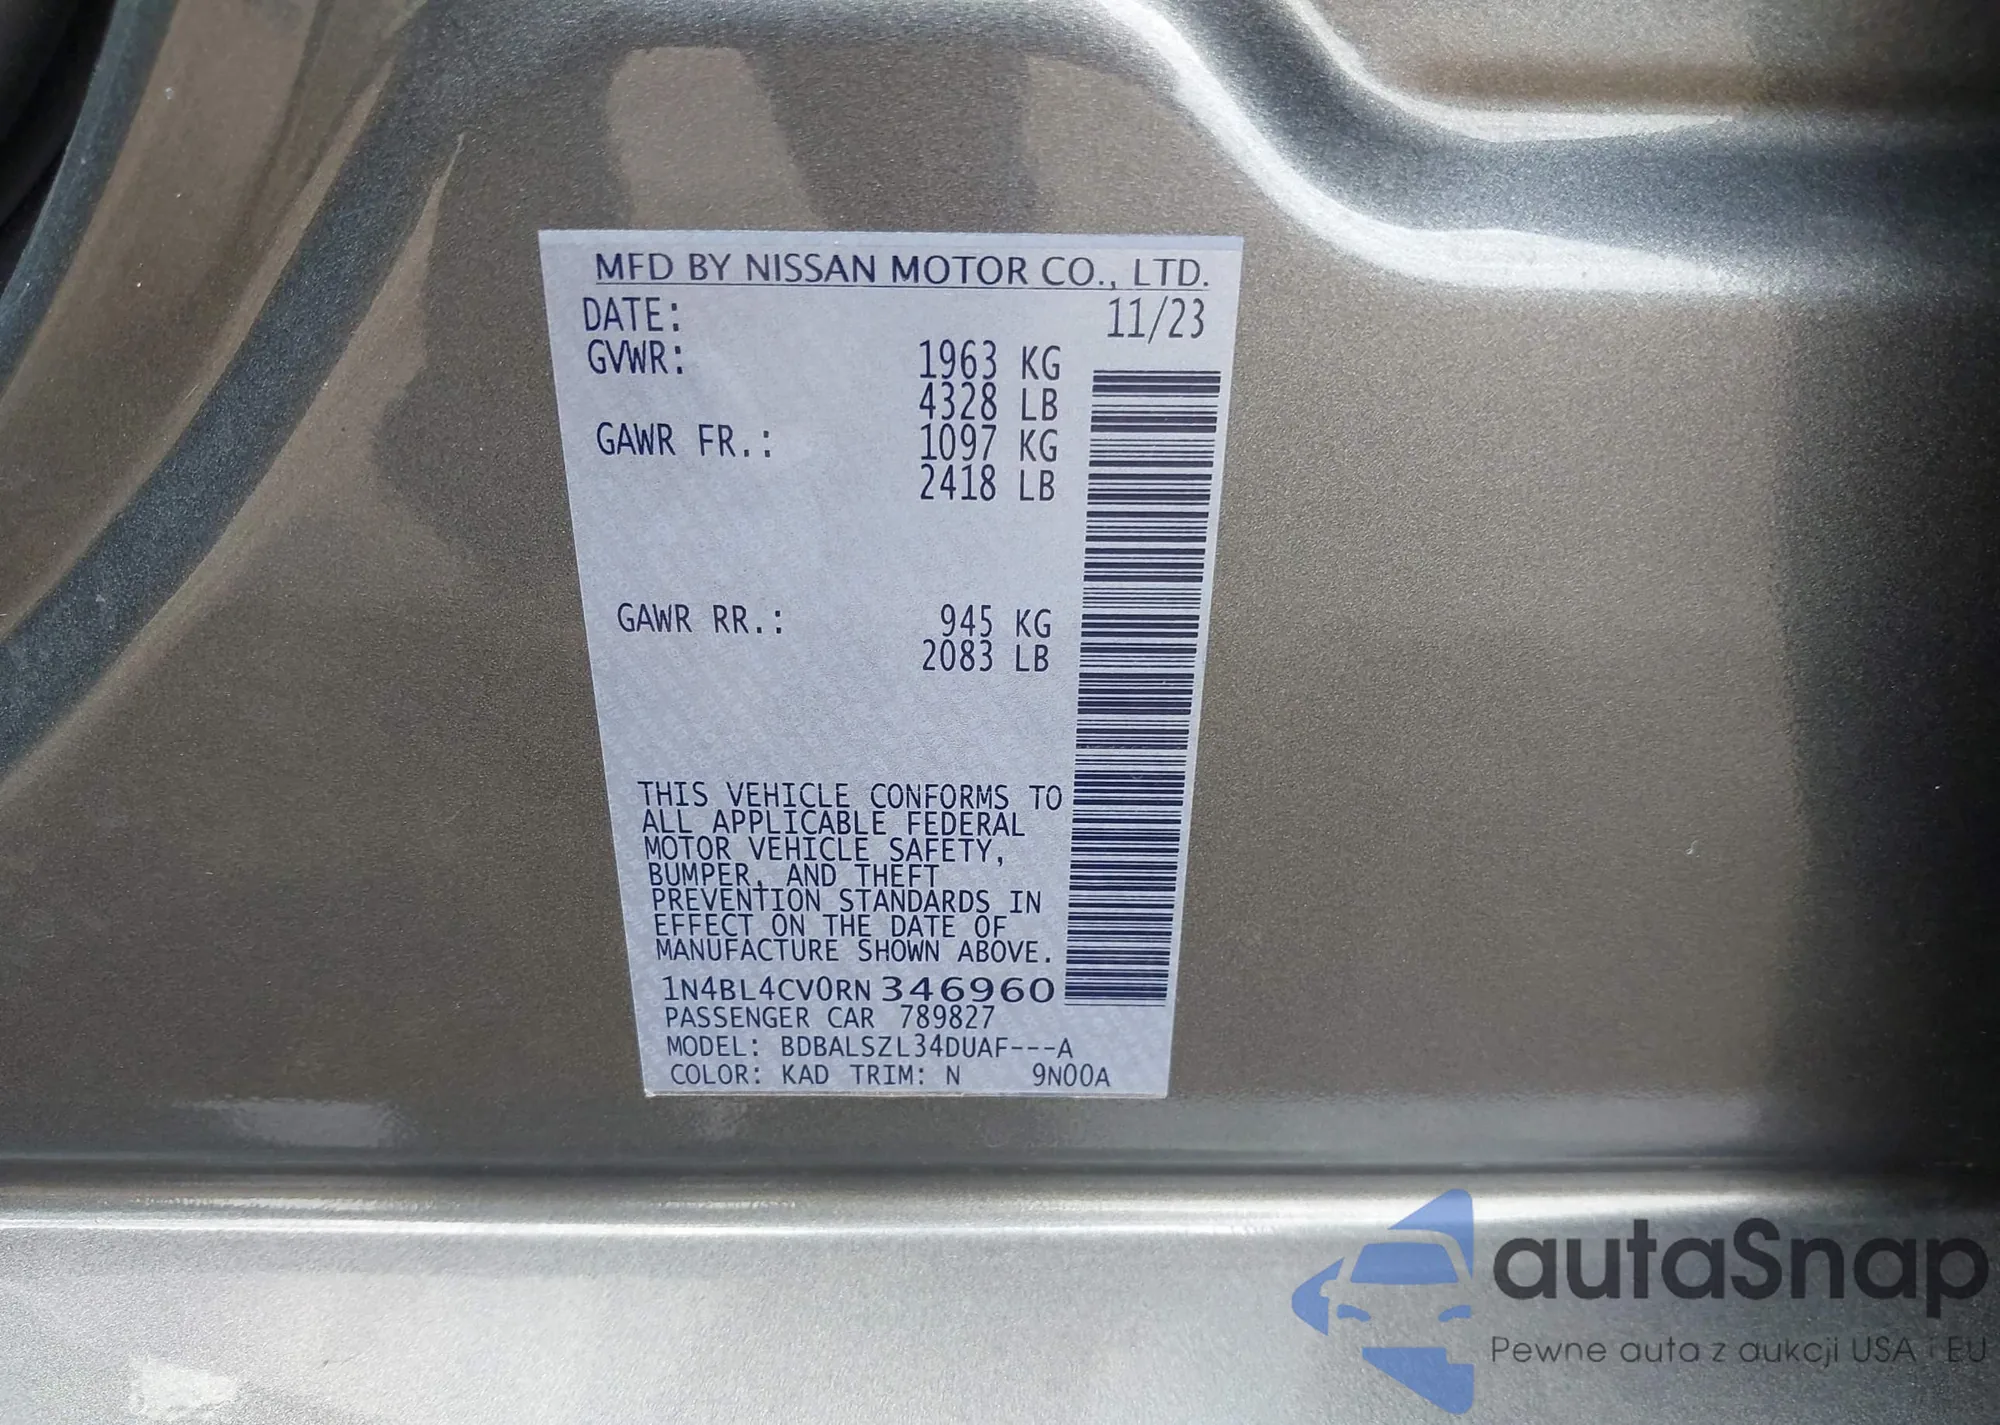 MFD BY NISSAN MOTOR CO., LTD.
DATE: 11/23
GVWR: 1963 KG
4328 LB
GAWR FR.: 1097 KG
2418 LB
GAWR RR.: 945 KG
2083 LB
THIS VEHICLE CONFORMS TO
ALL APPLICABLE FEDERAL
MOTOR VEHICLE SAFETY,
BUMPER, AND THEFT
PREVENTION STANDARDS IN
EFFECT ON THE DATE OF
MANUFACTURE SHOWN ABOVE.
1N4BL4CV0RN346960
PASSENGER CAR 789827
MODEL: BDBALSZL34DUAF---A
COLOR: KAD TRIM: N 9N00A
autaSnap
Pewne auta z aukcji USA i EU